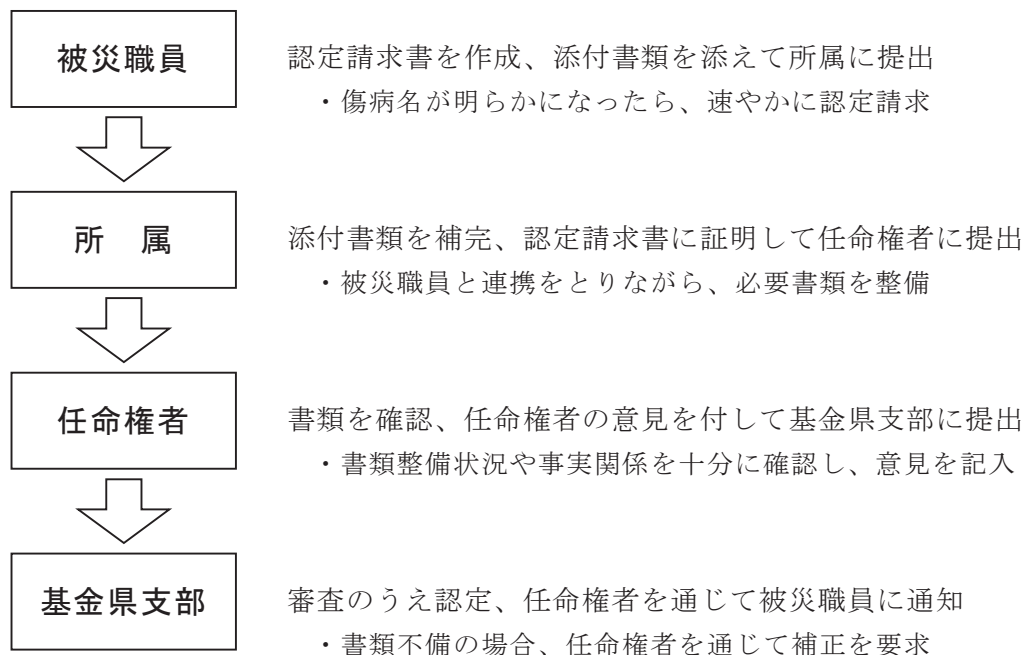 被災職員
認定請求書を作成、添付書類を添えて所属に提出
・傷病名が明らかになったら、速やかに認定請求
所　属
添付書類を補完、認定請求書に証明して任命権者に提出
・被災職員と連携をとりながら、必要書類を整備
任命権者
書類を確認、任命権者の意見を付して基金県支部に提出
・書類整備状況や事実関係を十分に確認し、意見を記入
基金県支部
審査のうえ認定、任命権者を通じて被災職員に通知
・書類不備の場合、任命権者を通じて補正を要求